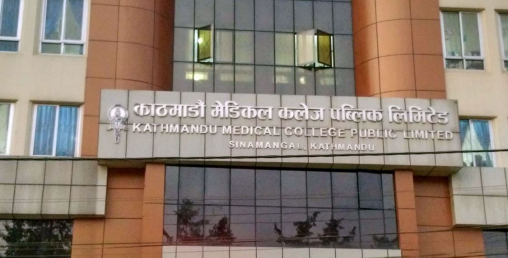 काठमाडौं मेडिकल कलेज पब्लिक लिमिटेड
KATHMANDU MEDICAL COLLEGE PUBLIC LIMITED
SINAMANGAL, KATHMANDU